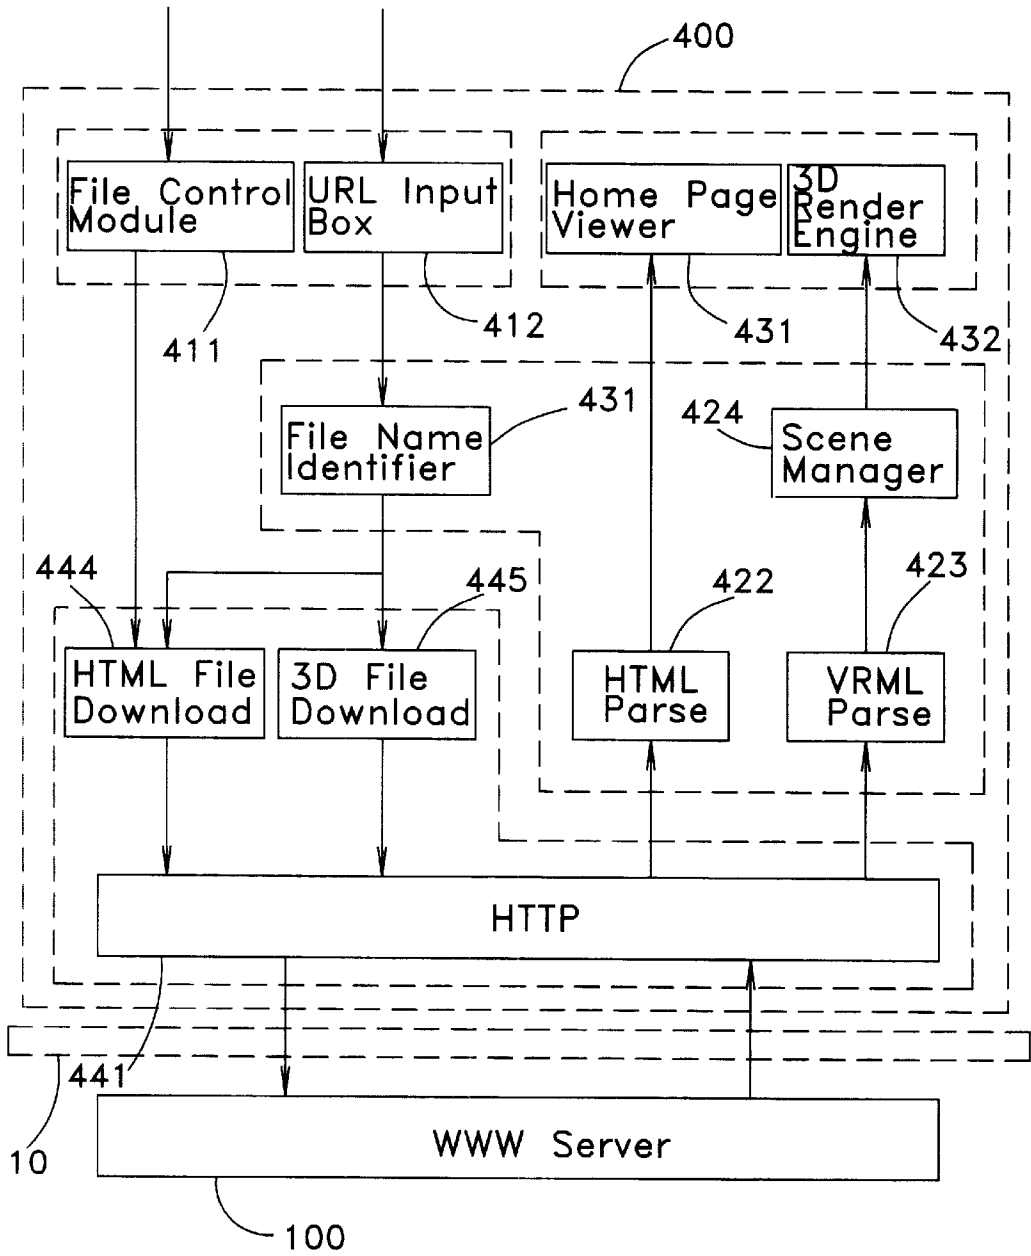 400
File Control
Module
URL Input
Box
Home Page
Viewer
3D
Render
Engine
411
412
431
432
File Name
Identifier
431
424
Scene
Manager
444
445
422
423
HTML File
Download
3D File
Download
HTML
Parse
VRML
Parse
HTTP
441
10
WWW Server
100